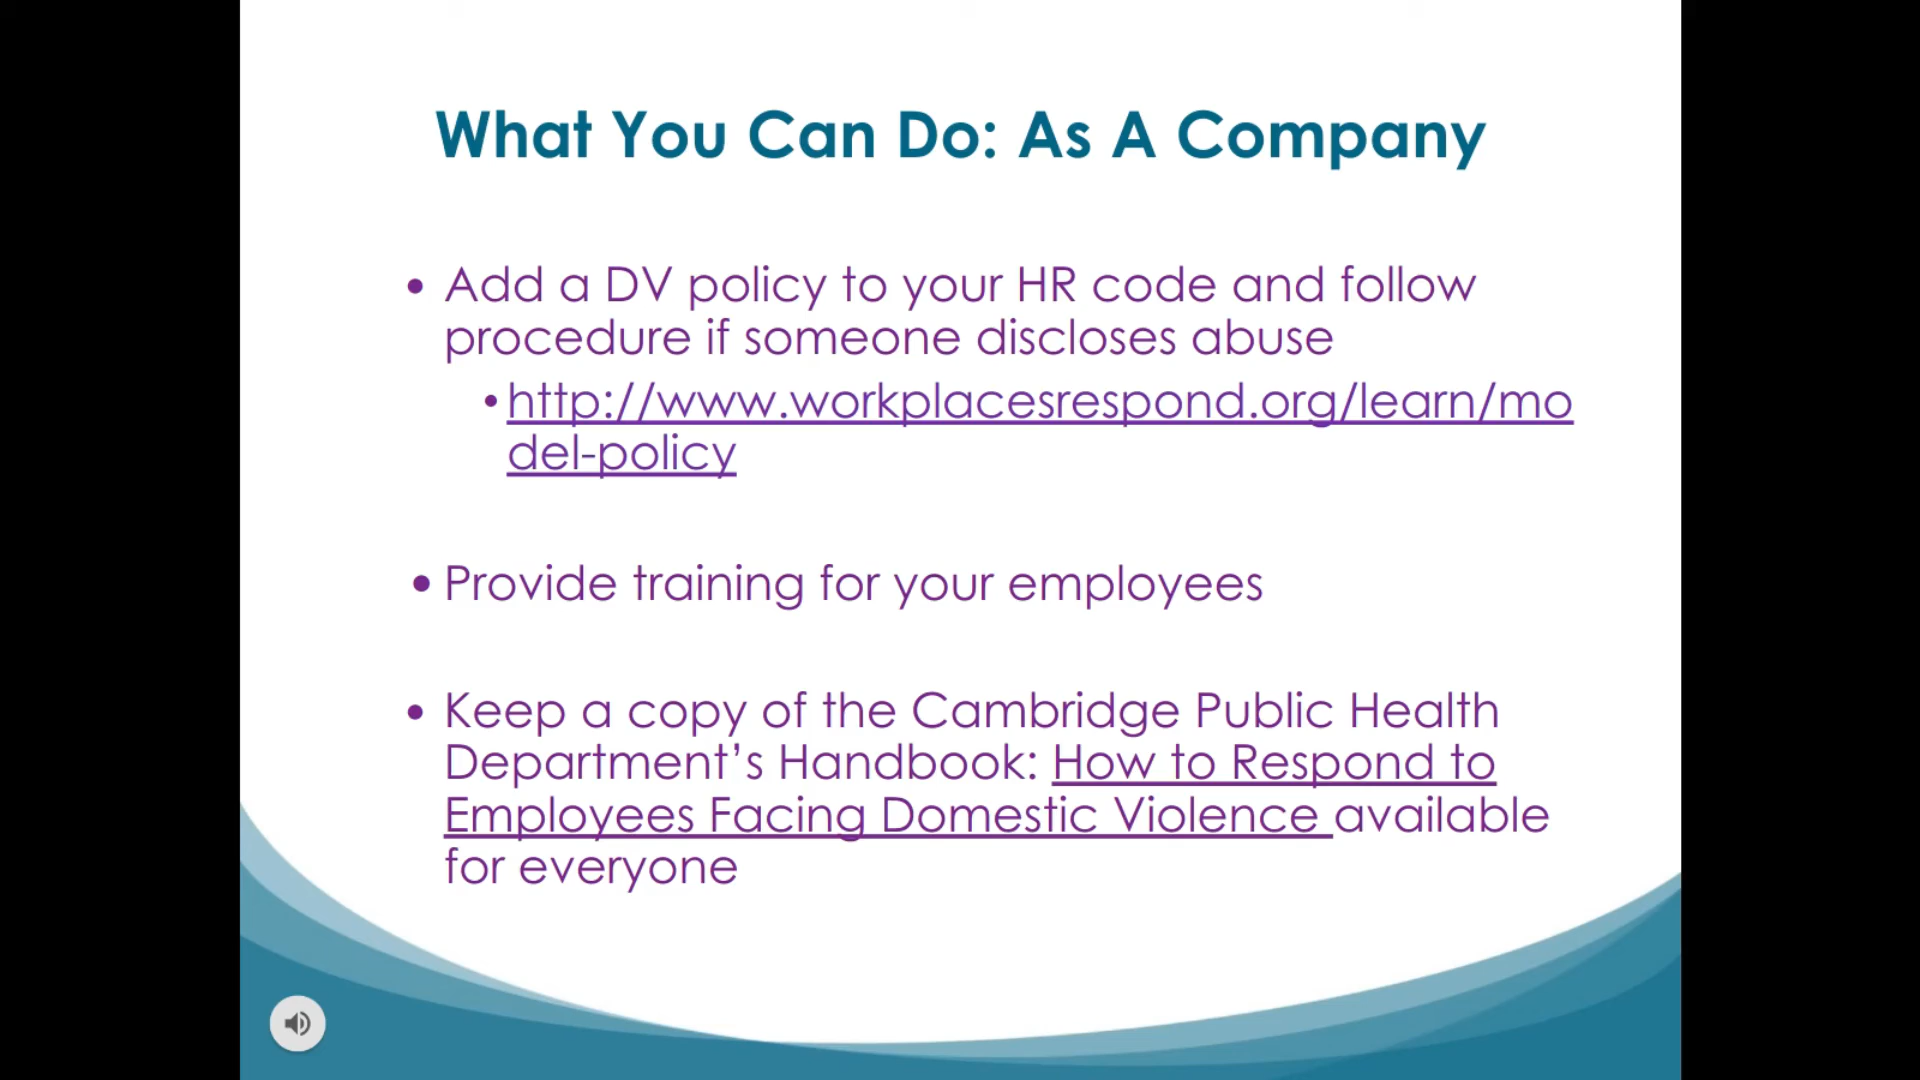 What You Can Do: As A Company
• Add a DV policy to your HR code and follow
procedure if someone discloses abuse
• http://www.workplacesrespond.org/learn/mo
del-policy
• Provide training for your employees
• Keep a copy of the Cambridge Public Health
Department’s Handbook: How to Respond to
Employees Facing Domestic Violence available
for everyone